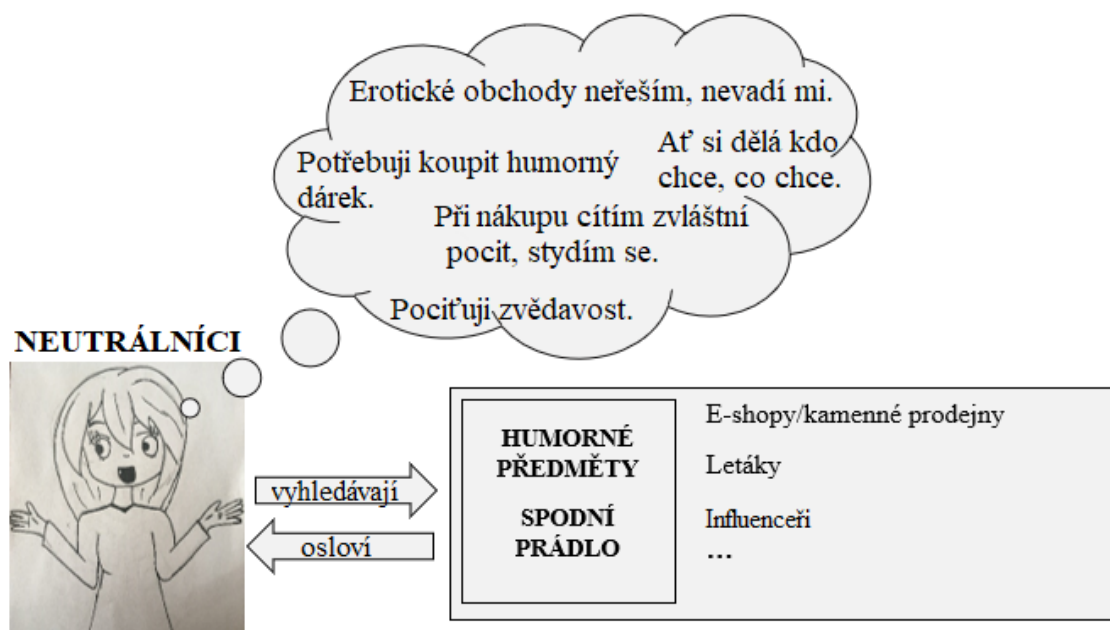 Erotické obchody neřeším, nevadí mi.
Ať si dělá kdo
chce, co chce.
Potřebuji koupit humorný
dárek.
Při nákupu cítím zvláštní
pocit, stydím se.
Pociťuji zvědavost.
NEUTRÁLNÍCI
vyhledávají
osloví
HUMORNÉ
PŘEDMĚTY
SPODNÍ
PRÁDLO
E-shopy/kamenné prodejny
Letáky
Influenceři
...